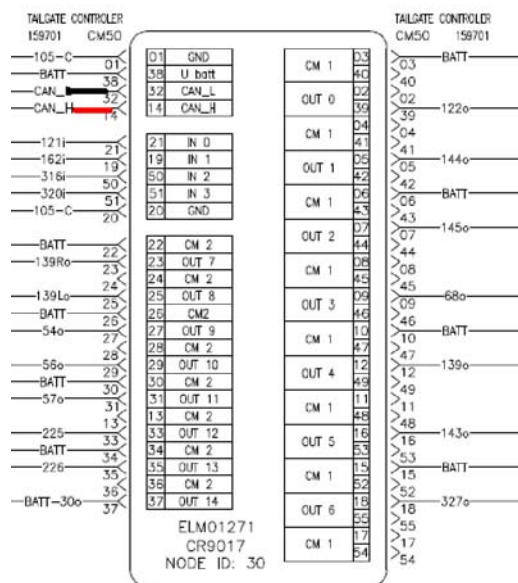 TAILGATE CONTROLER
159701 CM50
TAILGATE CONTROLER
CM50 159701
105-C 01 01 GND
BATT 38 38 U batt
CAN_L 32 32 CAN_L
CAN_H 14 14 CAN_H
121i 21 21 IN 0
162i 19 19 IN 1
316i 50 50 IN 2
320i 51 51 IN 3
105-C 20 20 GND
BATT 22 22 CM 2
139Ro 23 23 OUT 7
24 24 CM 2
139Lo 25 25 OUT 8
BATT 26 26 CM2
54o 27 27 OUT 9
28 28 CM 2
56o 29 29 OUT 10
BATT 30 30 CM 2
57o 31 31 OUT 11
13 13 CM 2
225 33 33 OUT 12
BATT 34 34 CM 2
226 35 35 OUT 13
36 36 CM 2
BATT-30o 37 37 OUT 14
CM 1 03 03 BATT
40 40
OUT 0 02 02
39 39 122o
CM 1 04 04
41 41
OUT 1 05 05 144o
42 42
CM 1 06 06 BATT
43 43
OUT 2 07 07 145o
44 44
CM 1 08 08
45 45
OUT 3 09 09 68o
46 46
CM 1 10 10 BATT
47 47
OUT 4 12 12 139o
49 49
CM 1 11 11
48 48
OUT 5 16 16 143o
53 53
CM 1 15 15 BATT
52 52
OUT 6 18 18 327o
55 55
CM 1 17 17
54 54
ELM01271
CR9017
NODE ID: 30